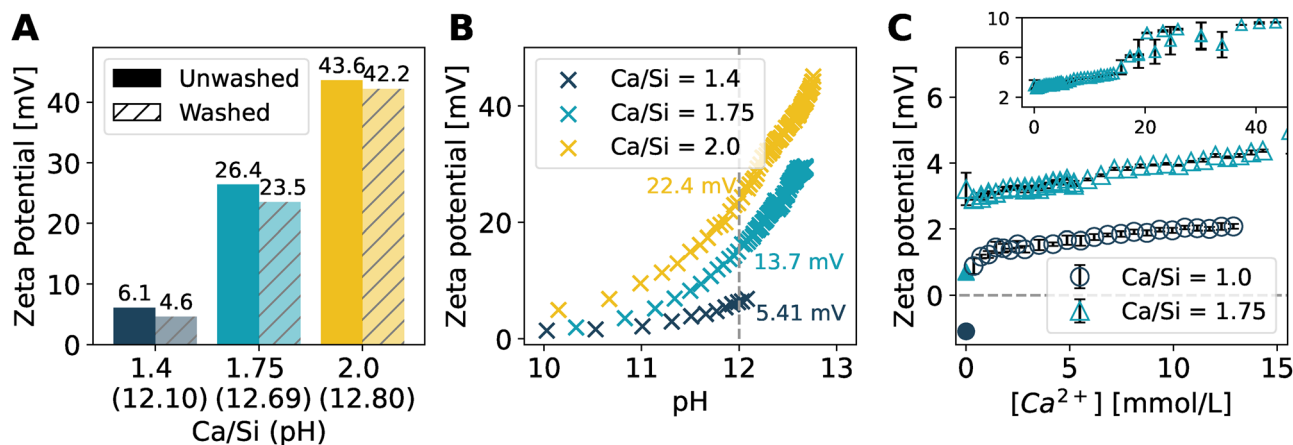 A
Zeta Potential [mV]
40
30
20
10
0
Unwashed
Washed
6.1
4.6
26.4
23.5
43.6
42.2
1.4
(12.10)
1.75
(12.69)
2.0
(12.80)
Ca/Si (pH)
B
Zeta potential [mV]
40
20
0
Ca/Si = 1.4
Ca/Si = 1.75
Ca/Si = 2.0
22.4 mV
13.7 mV
5.41 mV
10
11
12
13
pH
C
Zeta potential [mV]
6
4
2
0
10
6
2
0
20
40
Ca/Si = 1.0
Ca/Si = 1.75
0
5
10
15
[Ca²⁺] [mmol/L]